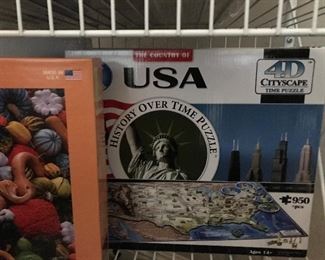 MADE IN
U.S.A.
THE COUNTRY OF
USA
4D
CITYSCAPE
TIME PUZZLE
HISTORY OVER TIME PUZZLE
950
+pcs
Ages 14+